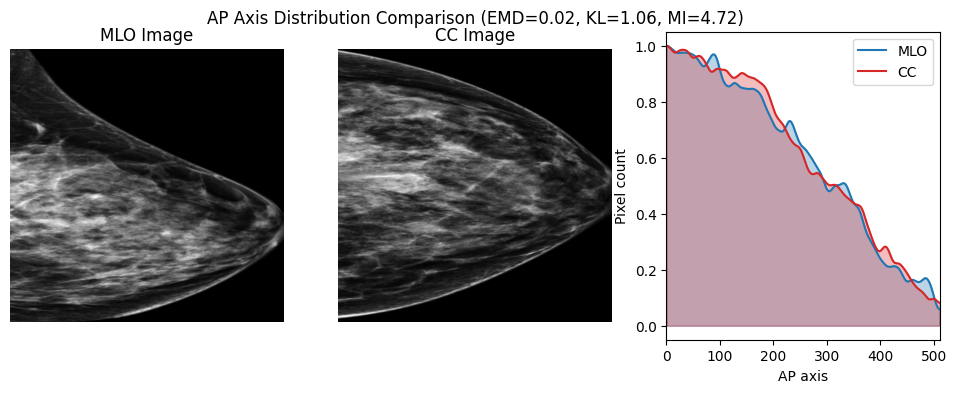 AP Axis Distribution Comparison (EMD=0.02, KL=1.06, MI=4.72)
MLO Image
CC Image
MLO
CC
1.0
0.8
0.6
0.4
0.2
0.0
Pixel count
0 100 200 300 400 500
AP axis